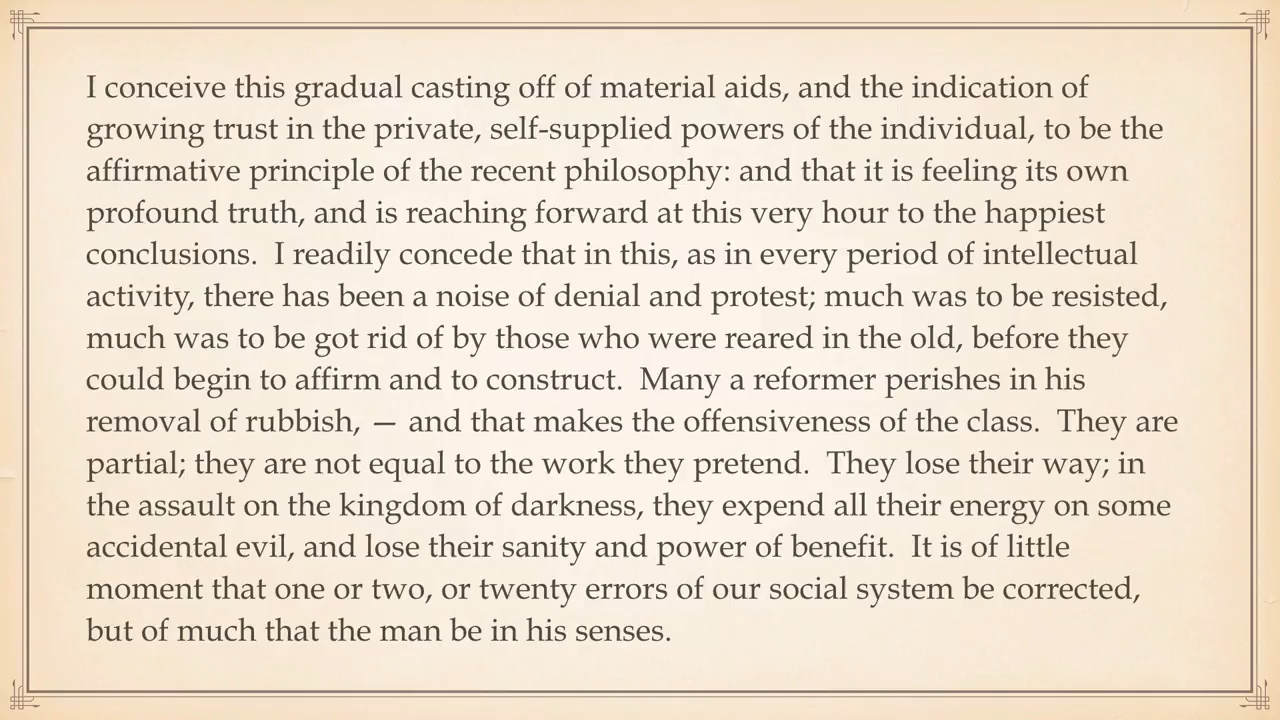 I conceive this gradual casting off of material aids, and the indication of
growing trust in the private, self-supplied powers of the individual, to be the
affirmative principle of the recent philosophy: and that it is feeling its own
profound truth, and is reaching forward at this very hour to the happiest
conclusions.  I readily concede that in this, as in every period of intellectual
activity, there has been a noise of denial and protest; much was to be resisted,
much was to be got rid of by those who were reared in the old, before they
could begin to affirm and to construct.  Many a reformer perishes in his
removal of rubbish, — and that makes the offensiveness of the class.  They are
partial; they are not equal to the work they pretend.  They lose their way; in
the assault on the kingdom of darkness, they expend all their energy on some
accidental evil, and lose their sanity and power of benefit.  It is of little
moment that one or two, or twenty errors of our social system be corrected,
but of much that the man be in his senses.